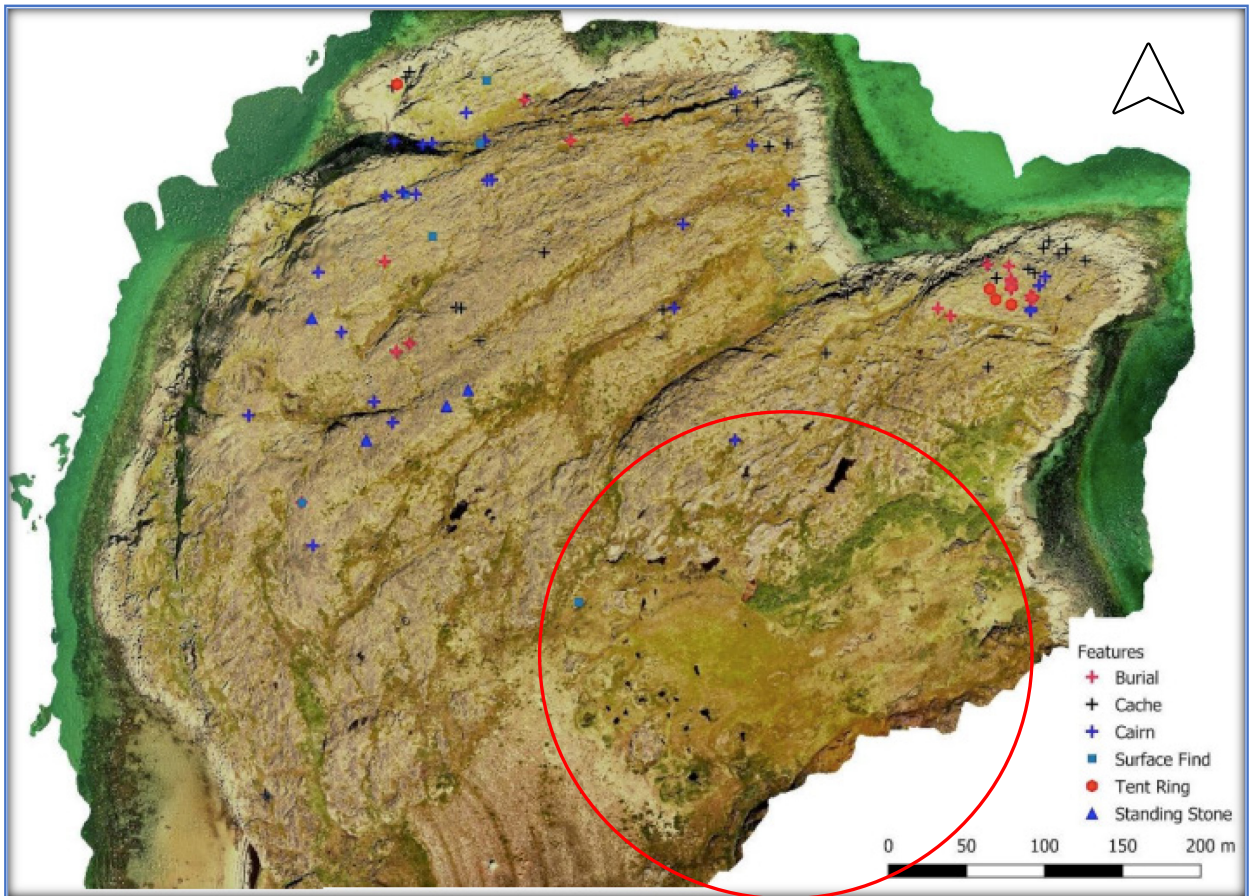 Features
Burial
Cache
Cairn
Surface Find
Tent Ring
Standing Stone
0 50 100 150 200 m